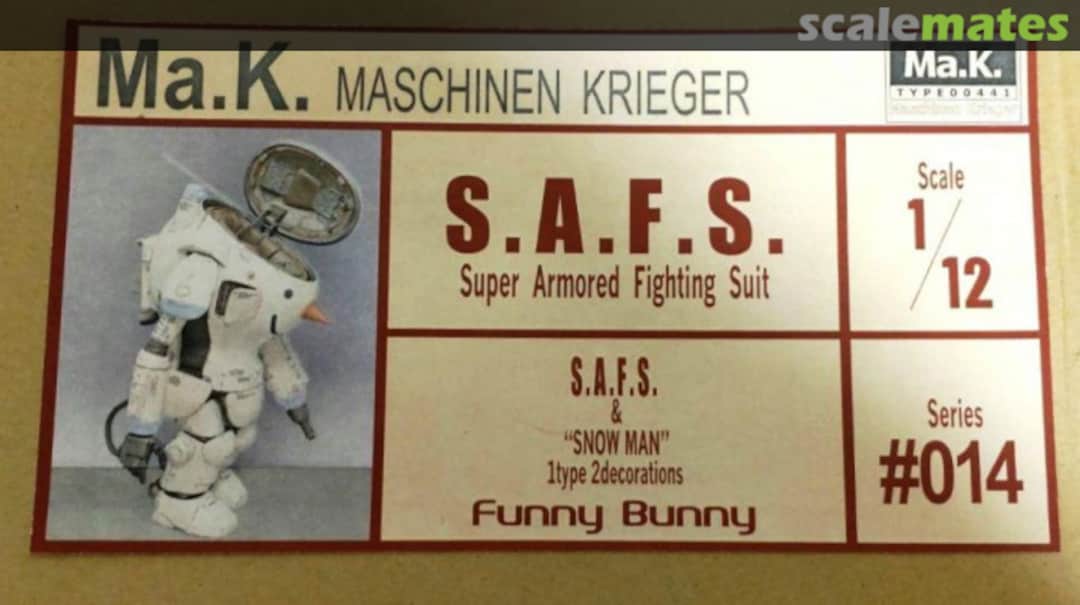 scalemates
Ma.K. MASCHINEN KRIEGER
Ma.K.
TYPE00441
S.A.F.S.
Super Armored Fighting Suit
Scale
1/12
S.A.F.S.
&
“SNOW MAN”
1type 2decorations
Funny Bunny
Series
#014